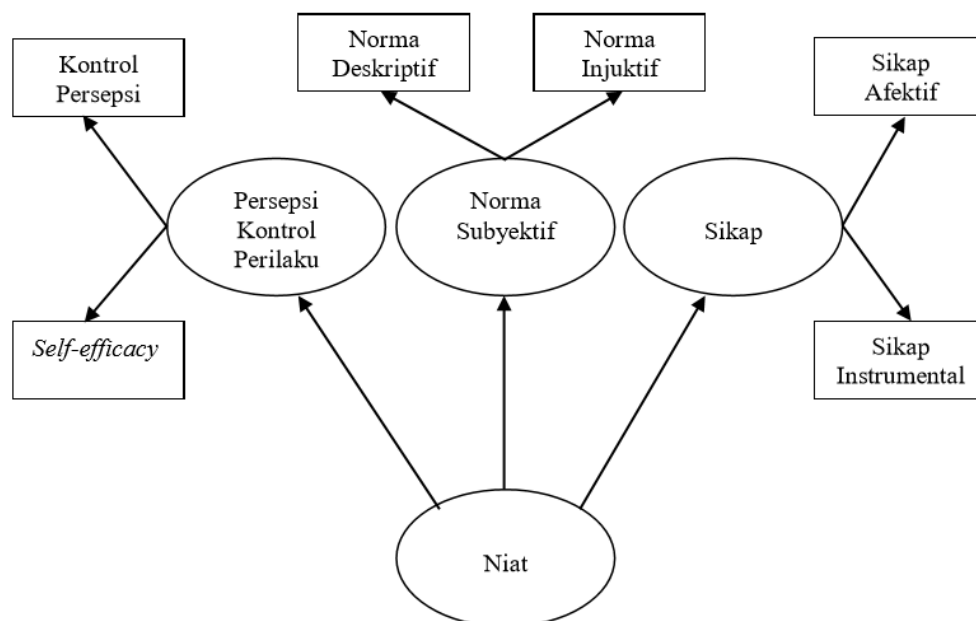 Kontrol
Persepsi
Norma
Deskriptif
Norma
Injuktif
Sikap
Afektif
Persepsi
Kontrol
Perilaku
Norma
Subyektif
Sikap
Self-efficacy
Sikap
Instrumental
Niat